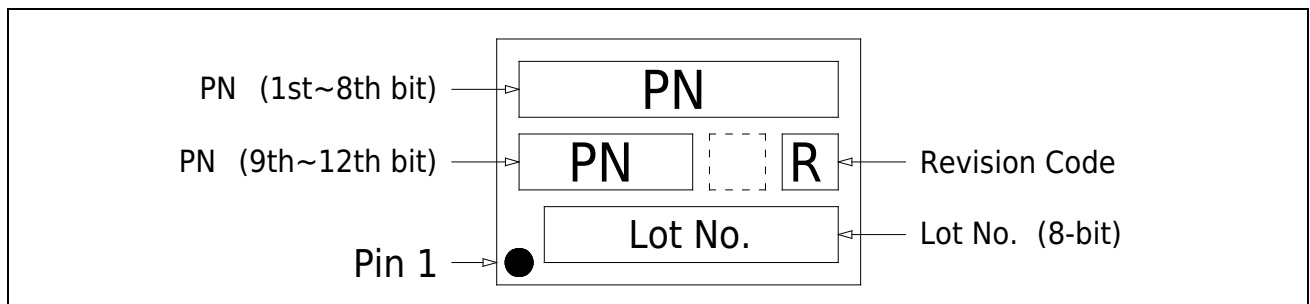 PN (1st~8th bit) PN
PN (9th~12th bit) PN R Revision Code
Lot No. Lot No. (8-bit)
Pin 1